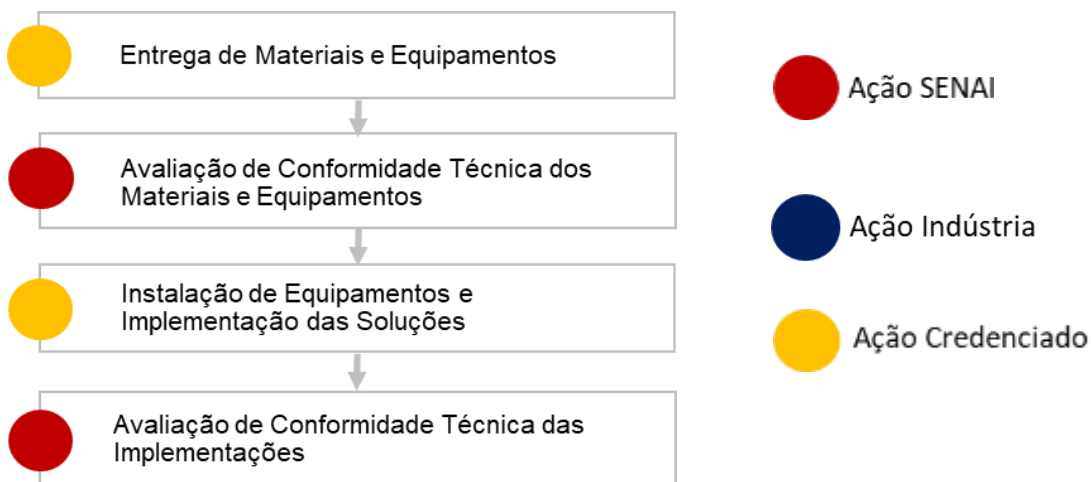 Entrega de Materiais e Equipamentos
Avaliação de Conformidade Técnica dos
Materiais e Equipamentos
Instalação de Equipamentos e
Implementação das Soluções
Avaliação de Conformidade Técnica das
Implementações
Ação SENAI
Ação Indústria
Ação Credenciado